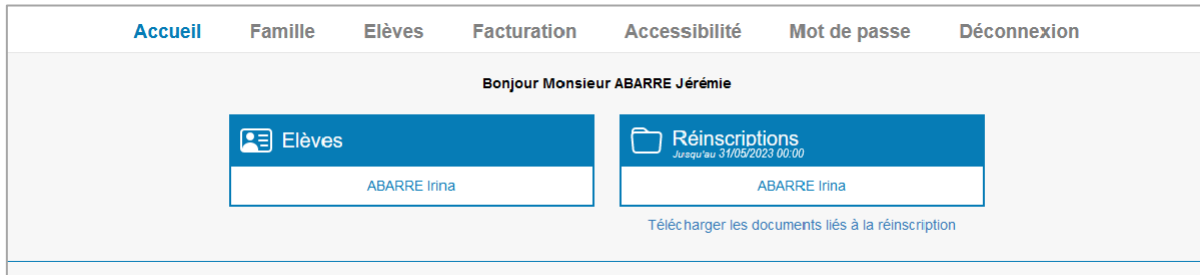 Accueil Famille Elèves Facturation Accessibilité Mot de passe Déconnexion
Bonjour Monsieur ABARRE Jérémie
Elèves
ABARRE Irina
Réinscriptions
Jusqu'au 31/05/2023 00:00
ABARRE Irina
Télécharger les documents liés à la réinscription